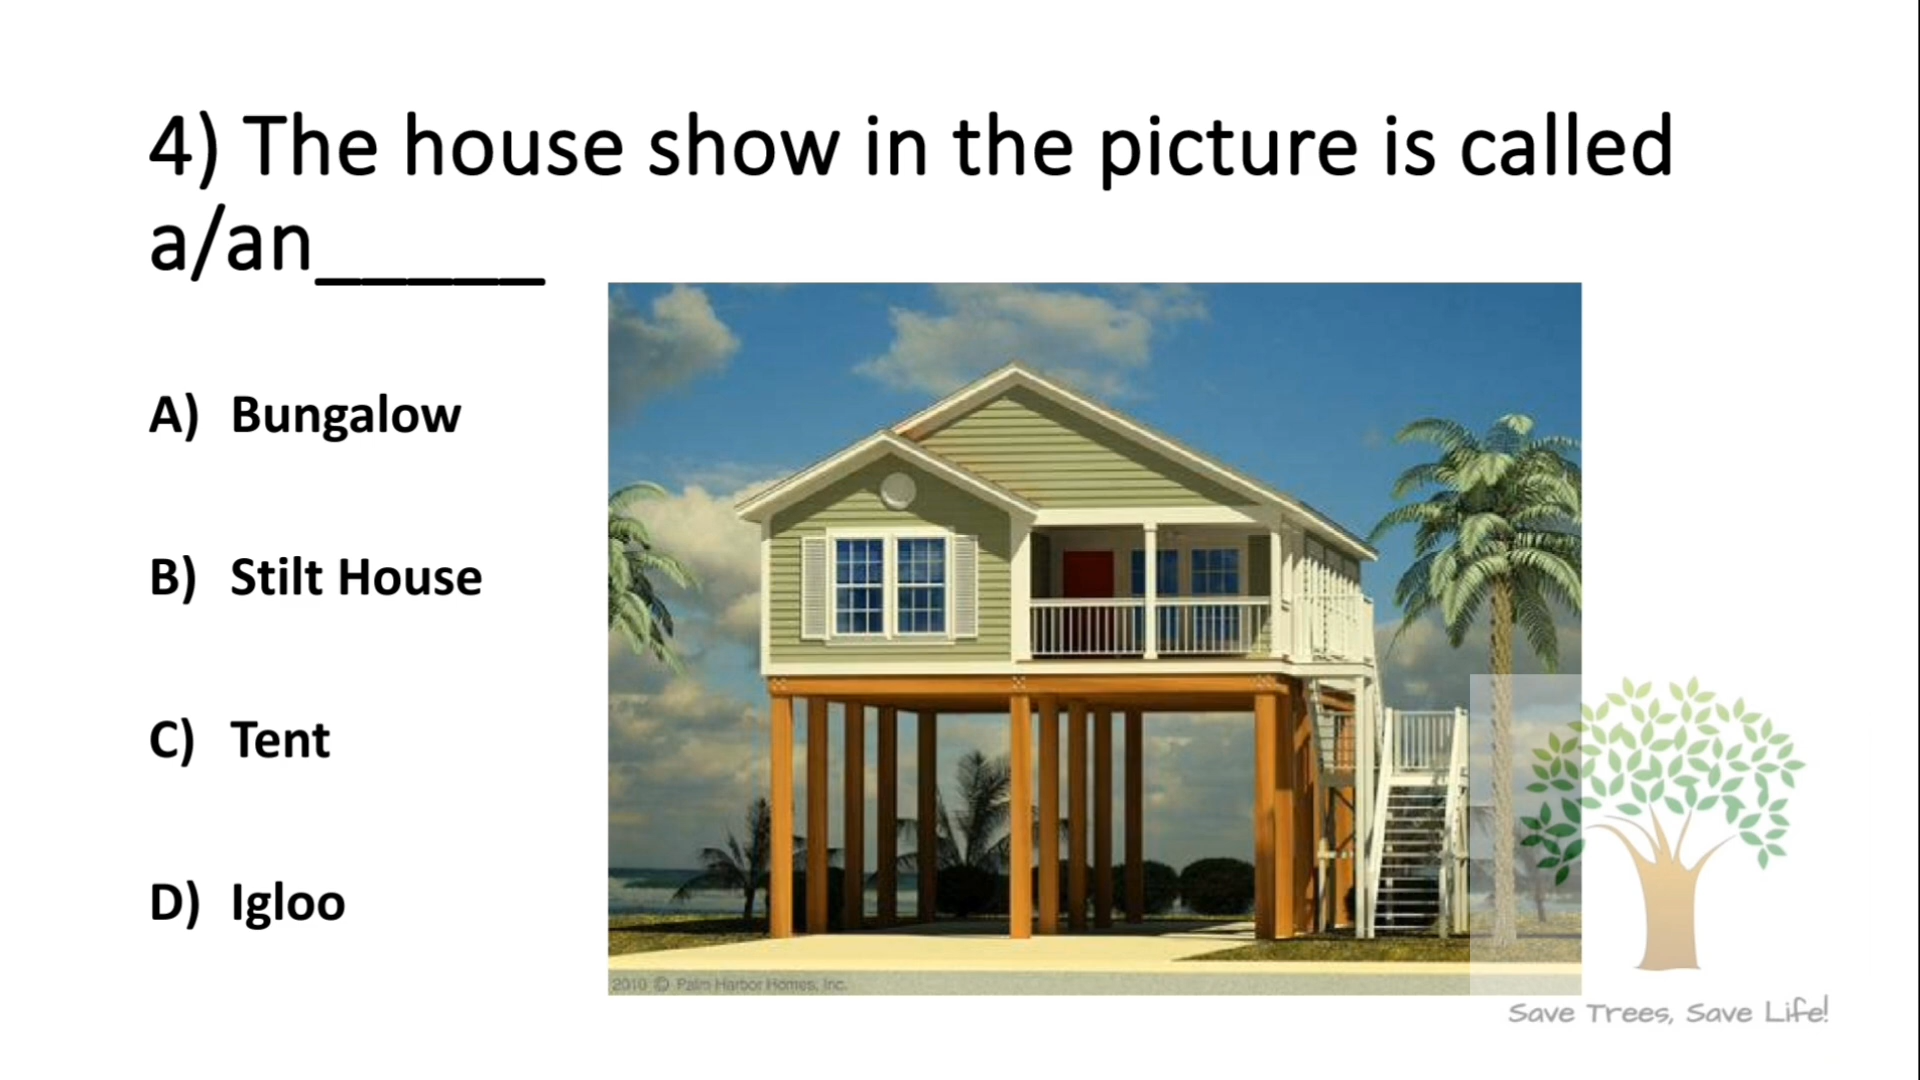 4) The house show in the picture is called
a/an_____
A) Bungalow
B) Stilt House
C) Tent
D) Igloo
2010 © Palm Harbor Homes, Inc.
Save Trees, Save Life!